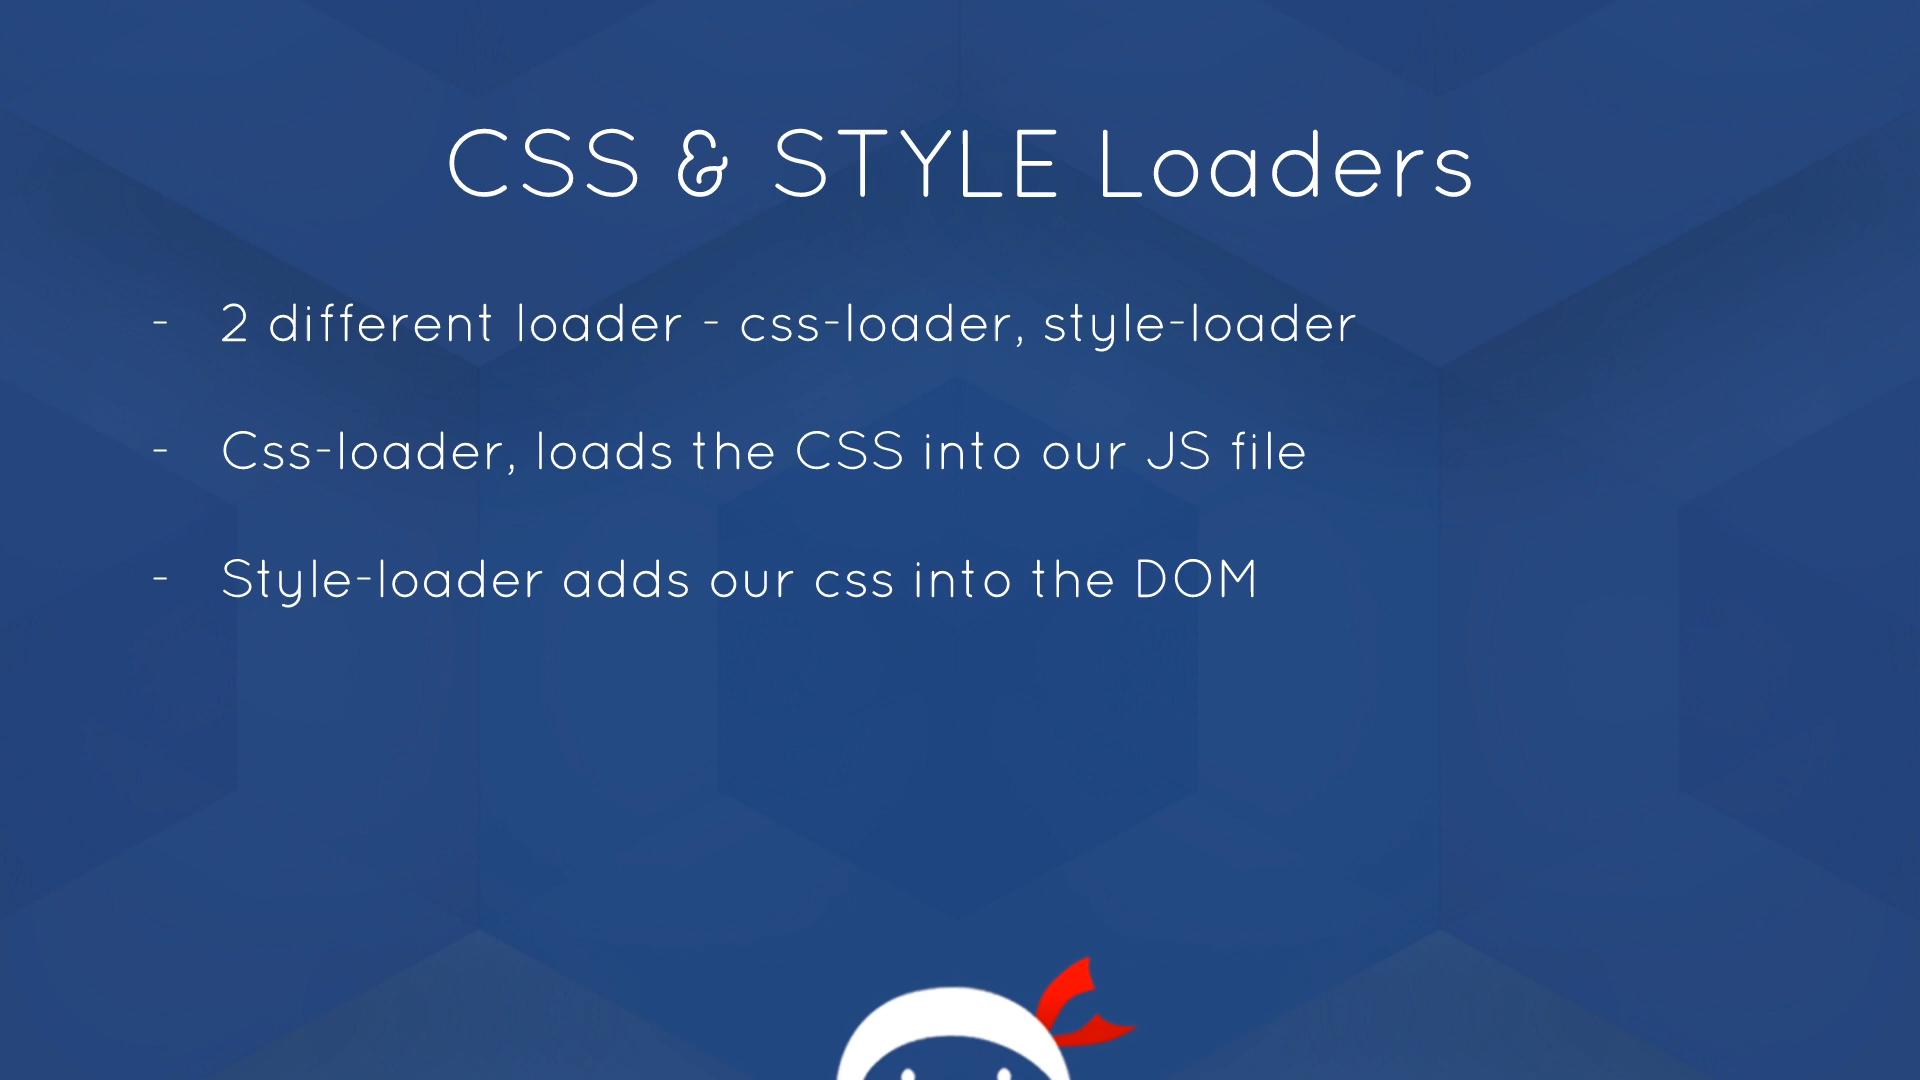 CSS & STYLE Loaders
- 2 different loader - css-loader, style-loader
- Css-loader, loads the CSS into our JS file
- Style-loader adds our css into the DOM